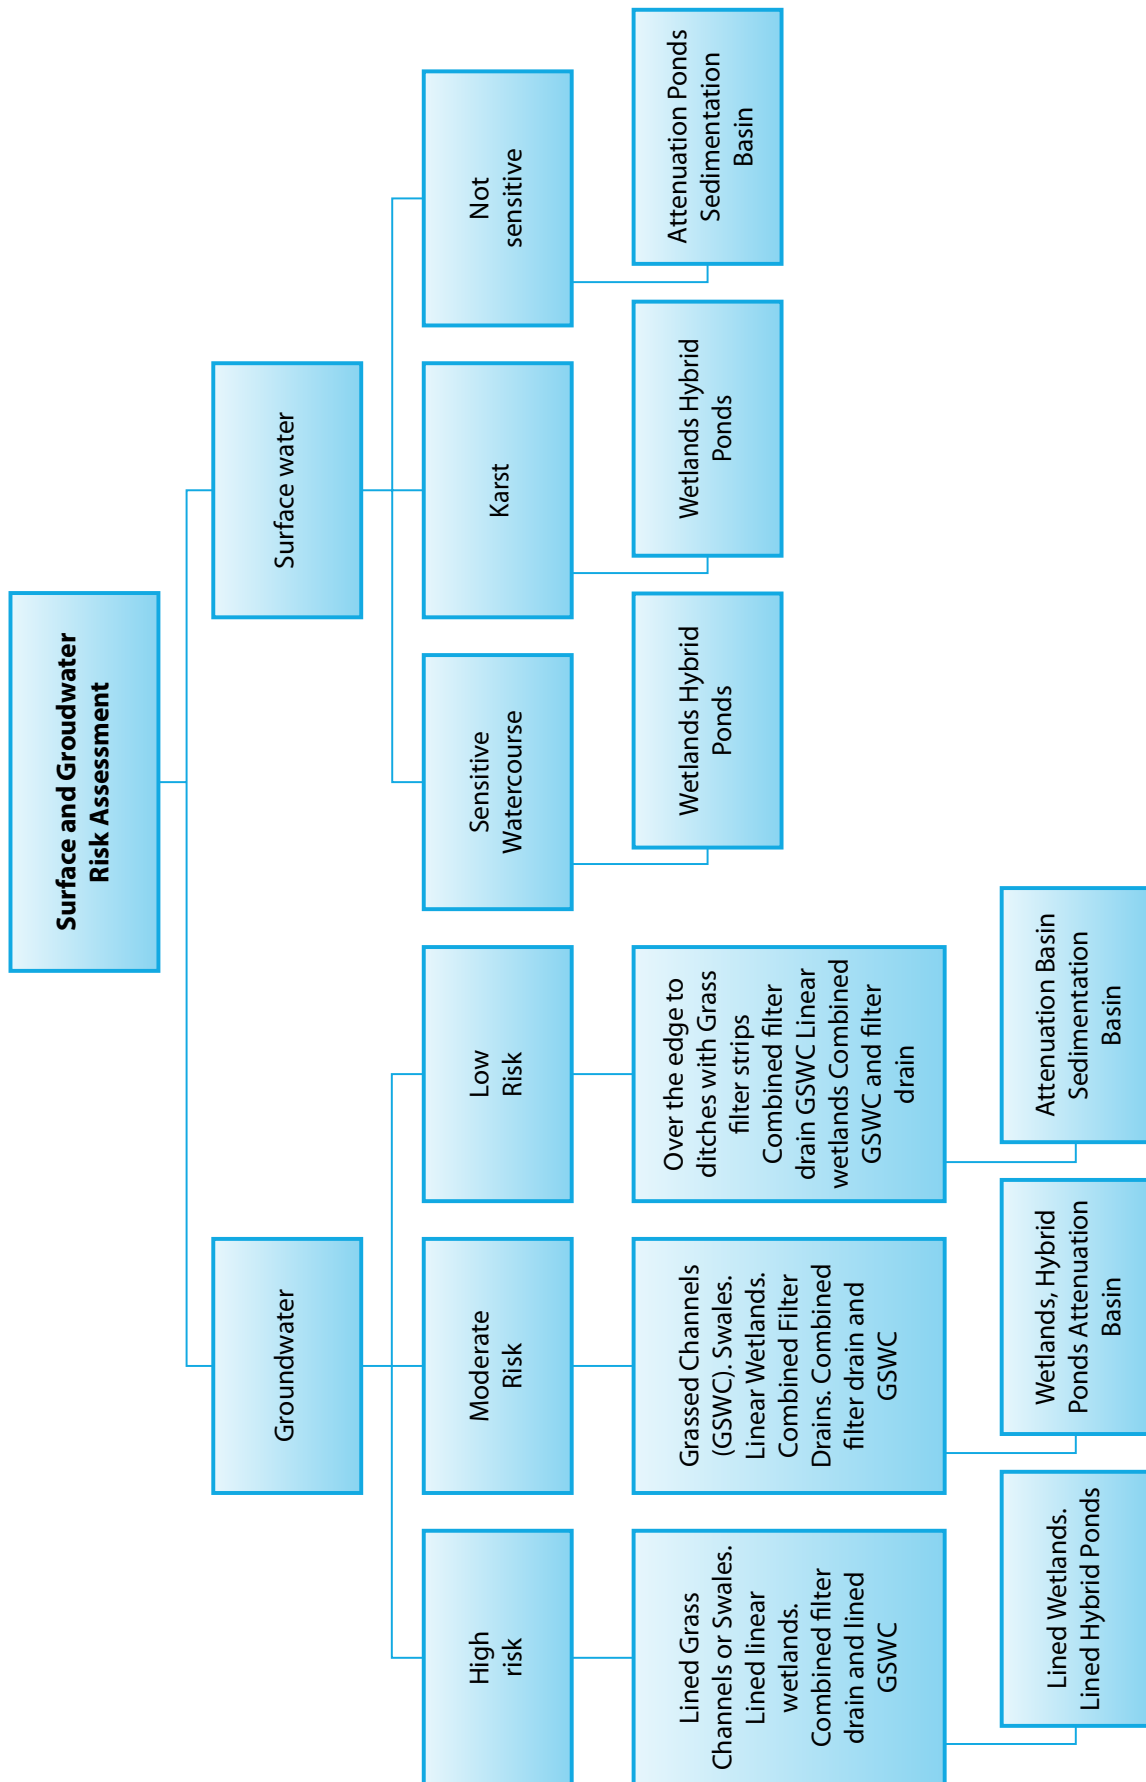 Surface and Groudwater
Risk Assessment
Groundwater
Surface water
High
risk
Moderate
Risk
Low
Risk
Sensitive
Watercourse
Karst
Not
sensitive
Lined Grass
Channels or Swales.
Lined linear
wetlands.
Combined filter
drain and lined
GSWC
Grassed Channels
(GSWC). Swales.
Linear Wetlands.
Combined Filter
Drains. Combined
filter drain and
GSWC
Over the edge to
ditches with Grass
filter strips
Combined filter
drain GSWC Linear
wetlands Combined
GSWC and filter
drain
Wetlands Hybrid
Ponds
Wetlands Hybrid
Ponds
Attenuation Ponds
Sedimentation
Basin
Lined Wetlands.
Lined Hybrid Ponds
Wetlands, Hybrid
Ponds Attenuation
Basin
Attenuation Basin
Sedimentation
Basin